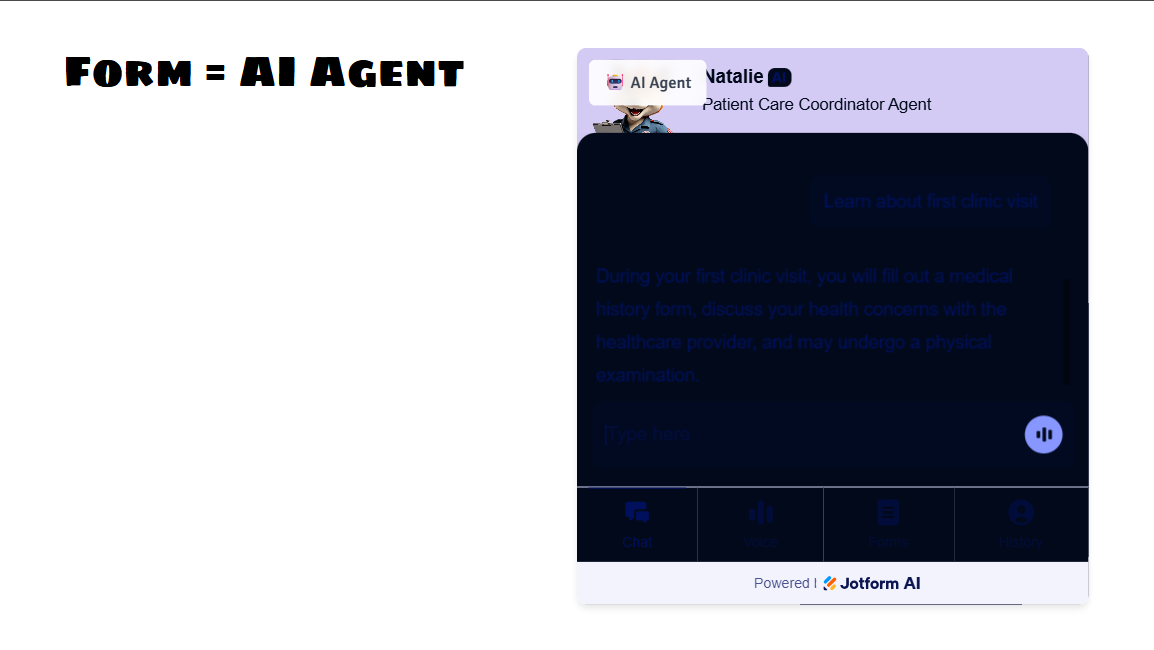 FORM = AI AGENT
AI Agent
Natalie AI
Patient Care Coordinator Agent
Learn about first clinic visit
During your first clinic visit, you will fill out a medical
history form, discuss your health concerns with the
healthcare provider, and may undergo a physical
examination.
Type here
Chat
Voice
Forms
History
Powered Jotform AI